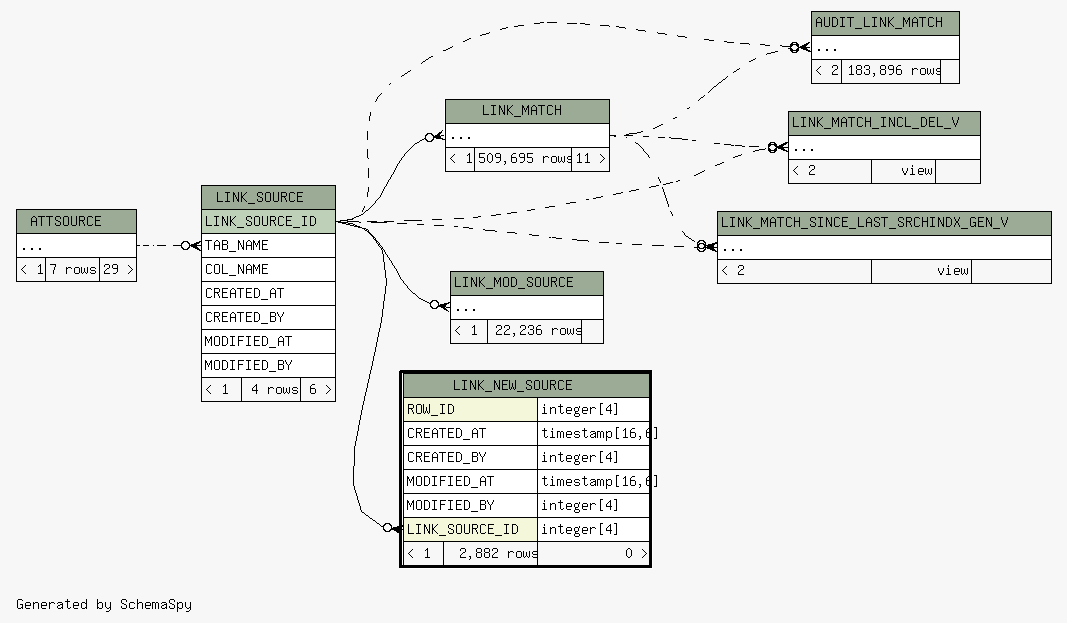 AUDIT_LINK_MATCH
...
< 2 183,896 rows
LINK_MATCH
...
< 1 509,695 rows 11 >
LINK_MATCH_INCL_DEL_V
...
< 2 view
LINK_MATCH_SINCE_LAST_SRCHINDX_GEN_V
...
< 2 view
ATTSOURCE
...
< 1 7 rows 29 >
LINK_SOURCE
LINK_SOURCE_ID
TAB_NAME
COL_NAME
CREATED_AT
CREATED_BY
MODIFIED_AT
MODIFIED_BY
< 1 4 rows 6 >
LINK_MOD_SOURCE
...
< 1 22,236 rows
LINK_NEW_SOURCE
ROW_ID integer[4]
CREATED_AT timestamp[16,6]
CREATED_BY integer[4]
MODIFIED_AT timestamp[16,6]
MODIFIED_BY integer[4]
LINK_SOURCE_ID integer[4]
< 1 2,882 rows 0 >
Generated by SchemaSpy